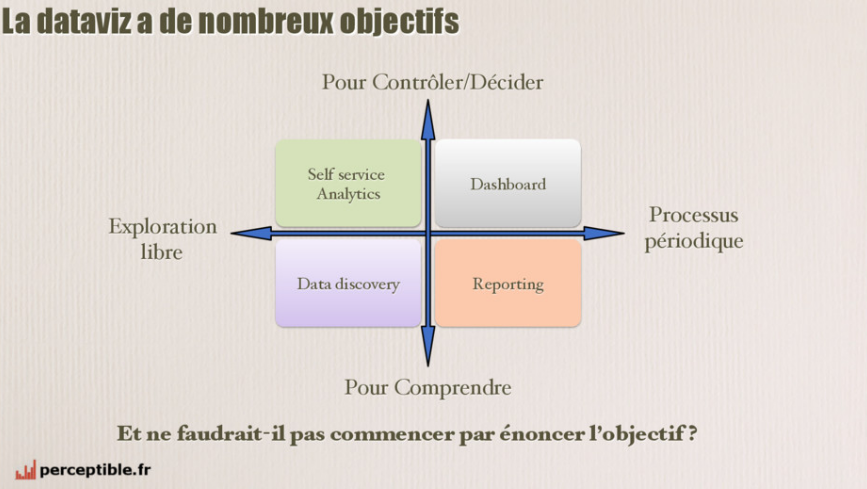 La dataviz a de nombreux objectifs
Pour Contrôler/Décider
Self service
Analytics
Dashboard
Exploration
libre
Processus
périodique
Data discovery
Reporting
Pour Comprendre
Et ne faudrait-il pas commencer par énoncer l'objectif ?
perceptible.fr